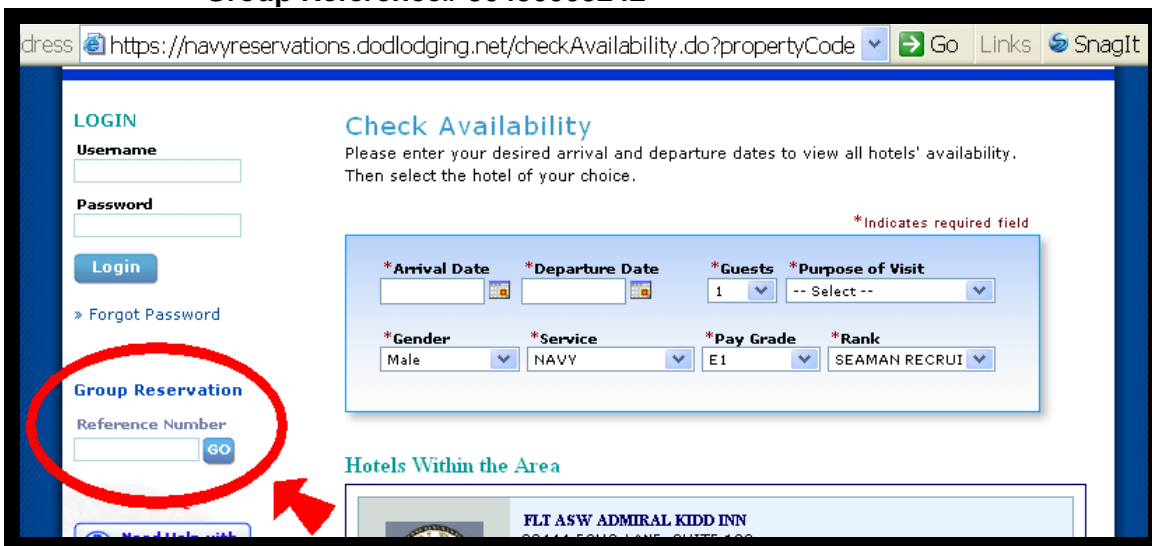 dress https://navyreservations.dodlodging.net/checkAvailability.do?propertyCode Go Links SnagIt
LOGIN
Username
Password
Login
» Forgot Password
Group Reservation
Reference Number
GO
Need Help with
Check Availability
Please enter your desired arrival and departure dates to view all hotels' availability.
Then select the hotel of your choice.
*Indicates required field
*Arrival Date *Departure Date *Guests *Purpose of Visit
1 -- Select --
*Gender *Service *Pay Grade *Rank
Male NAVY E1 SEAMAN RECRUI
Hotels Within the Area
FLT ASW ADMIRAL KIDD INN